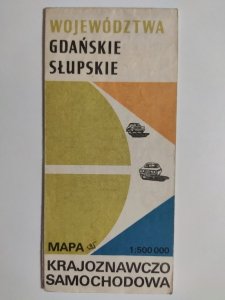 WOJEWÓDZTWA
GDAŃSKIE
SŁUPSKIE
MAPA
1:500 000
KRAJOZNAWCZO
SAMOCHODOWA